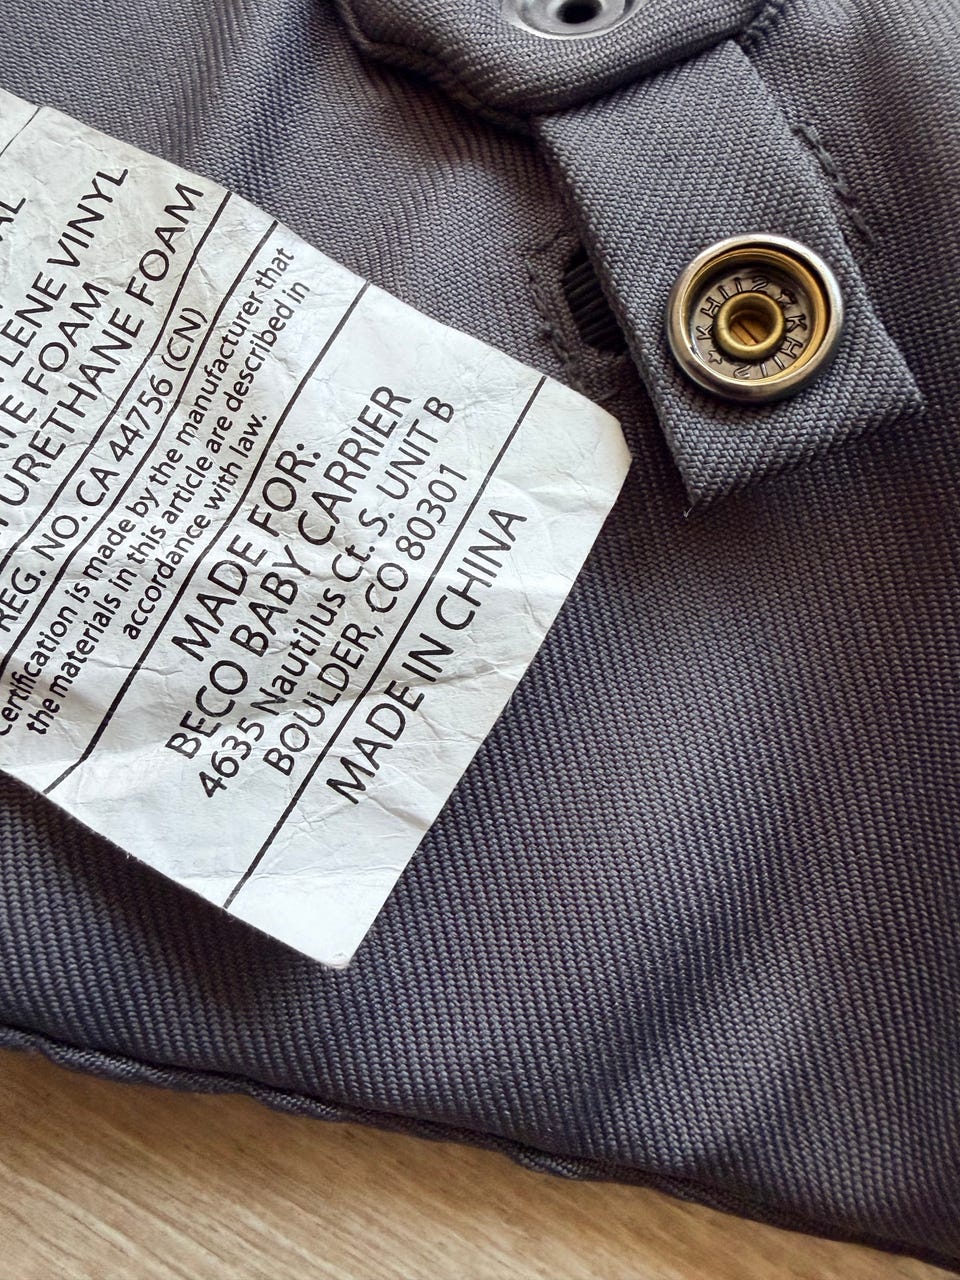 VINYL
FOAM
URETHANE FOAM
REG. NO. CA 44756 (CN)
certification is made by the manufacturer that
the materials in this article are described in
accordance with law.
MADE FOR:
BECO BABY CARRIER
4635 Nautilus Ct. S. UNIT B
BOULDER, CO 80301
MADE IN CHINA